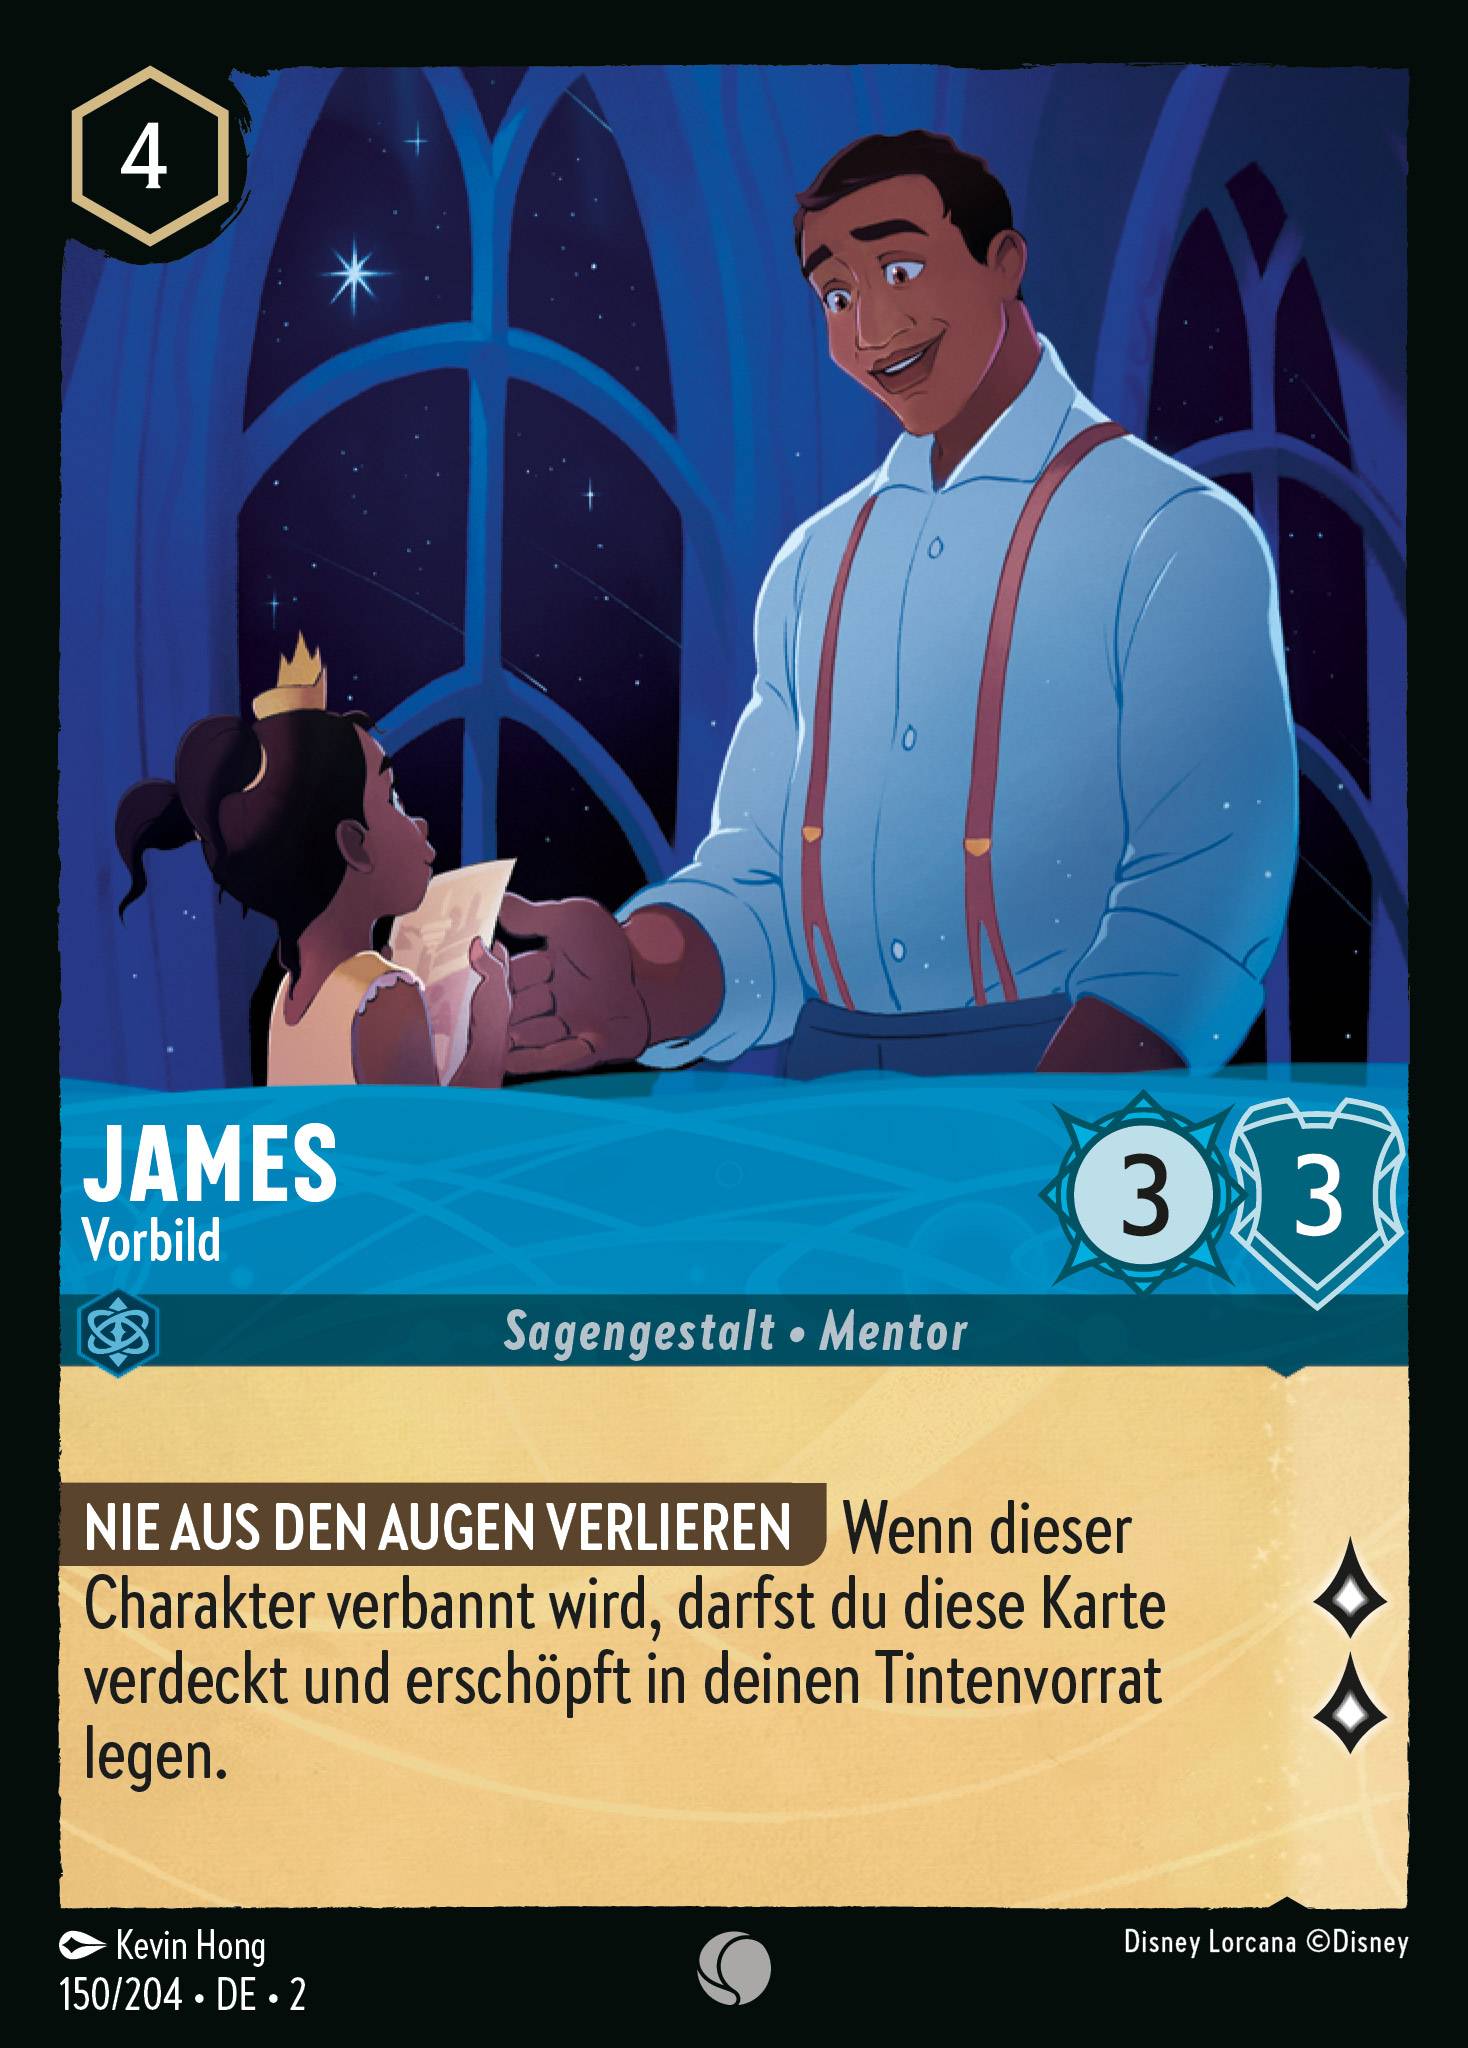 4
JAMES
Vorbild
3
3
Sagengestalt • Mentor
NIE AUS DEN AUGEN VERLIEREN Wenn dieser
Charakter verbannt wird, darfst du diese Karte
verdeckt und erschöpft in deinen Tintenvorrat
legen.
Kevin Hong
Disney Lorcana ©Disney
150/204 • DE • 2